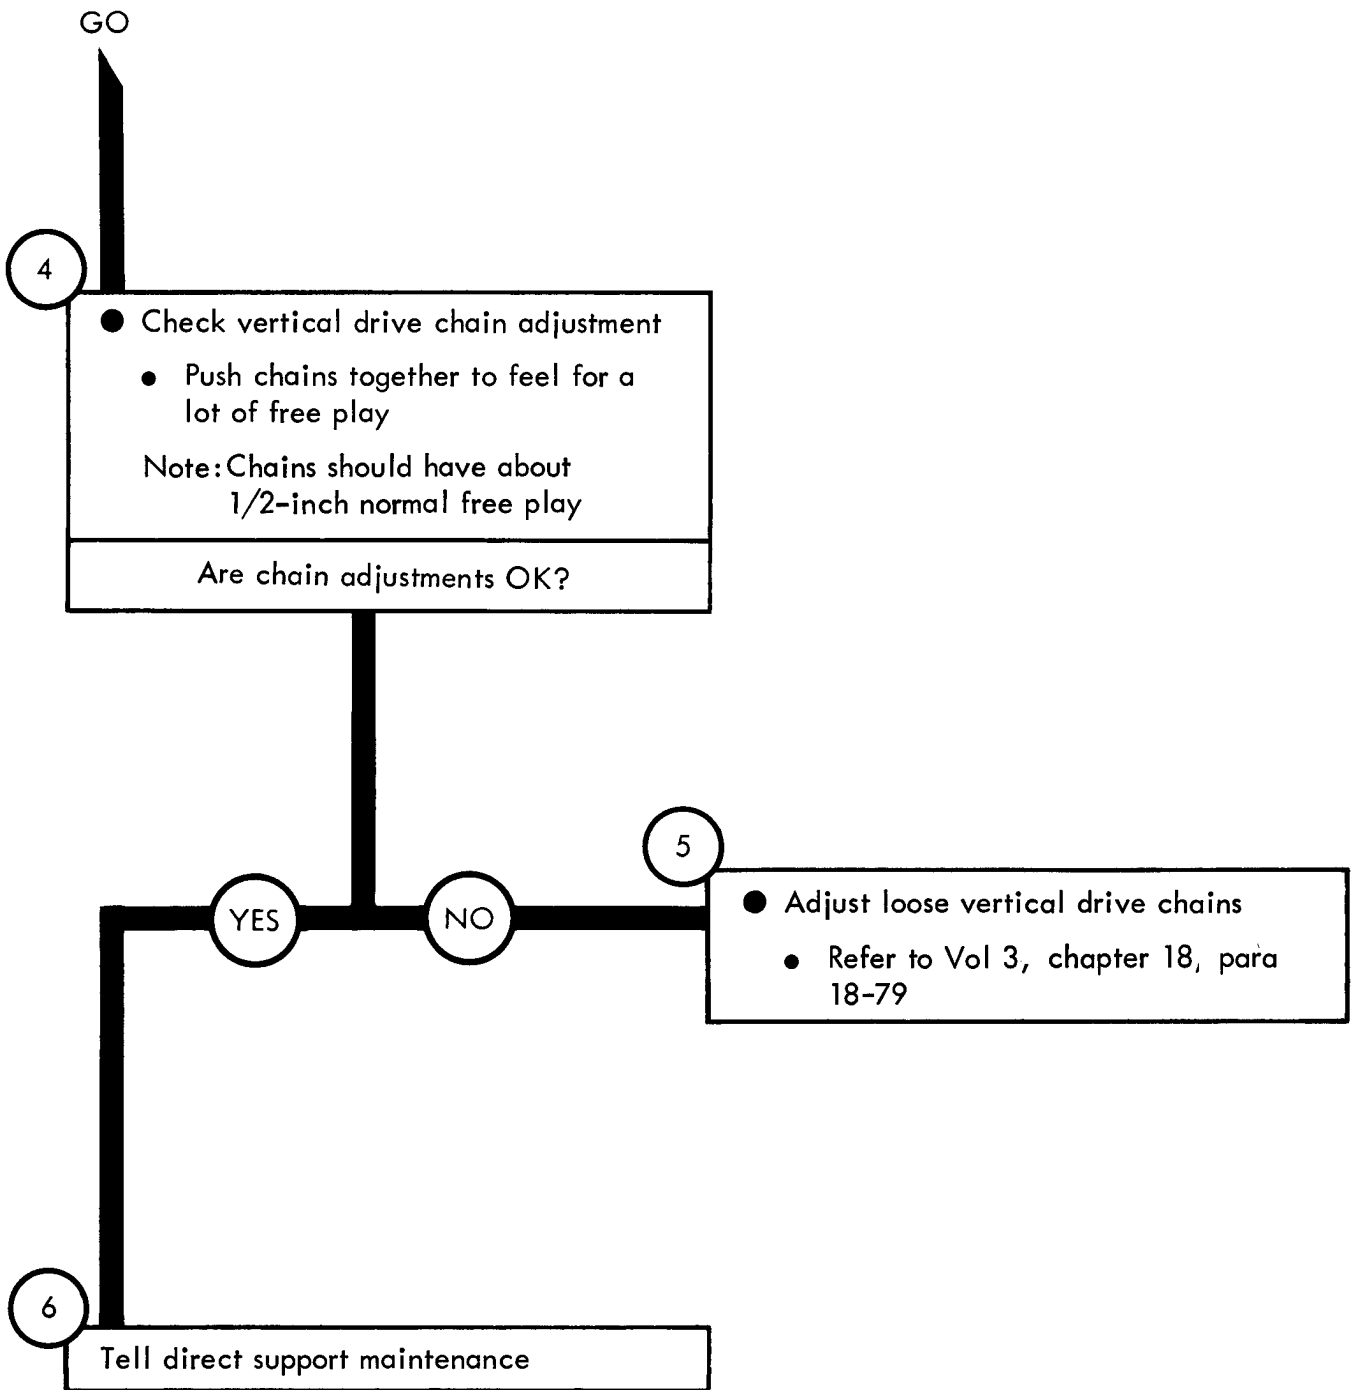 GO
4
● Check vertical drive chain adjustment
● Push chains together to feel for a
lot of free play
Note: Chains should have about
1/2-inch normal free play
Are chain adjustments OK?
YES
NO
5
● Adjust loose vertical drive chains
● Refer to Vol 3, chapter 18, para
18-79
6
Tell direct support maintenance